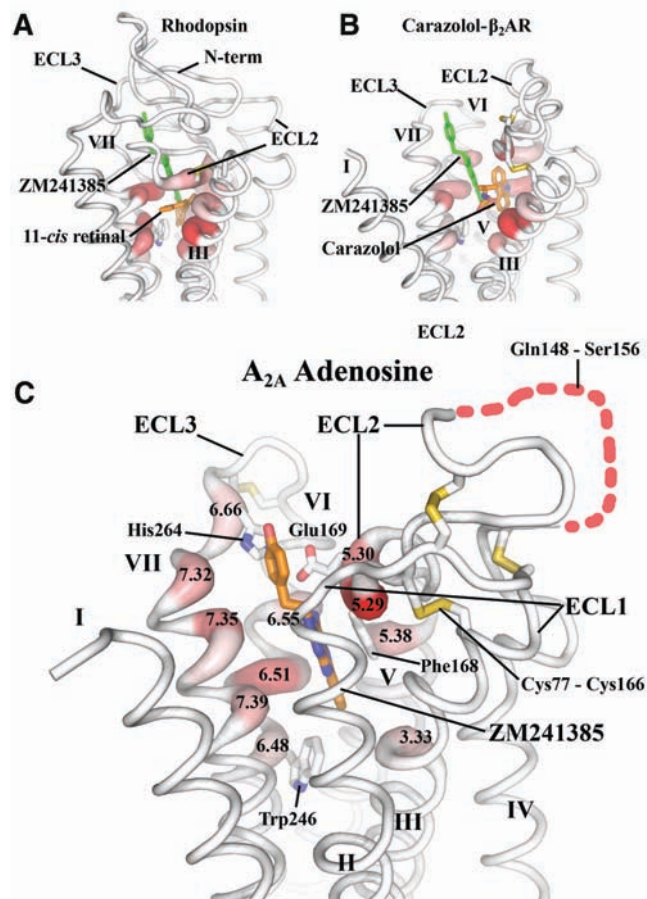 A
Rhodopsin
ECL3
N-term
VII
ECL2
ZM241385
11-cis retinal
III
B
Carazolol-β₂AR
ECL2
ECL3
VI
VII
I
ZM241385
V
Carazolol
III
ECL2
Gln148 - Ser156
A₂A Adenosine
C
ECL3
ECL2
VI
6.66
His264
Glu169
5.30
VII
7.32
5.29
ECL1
I
7.35
6.55
5.38
Phe168
V
Cys77 - Cys166
6.51
7.39
ZM241385
6.48
3.33
Trp246
III
IV
II